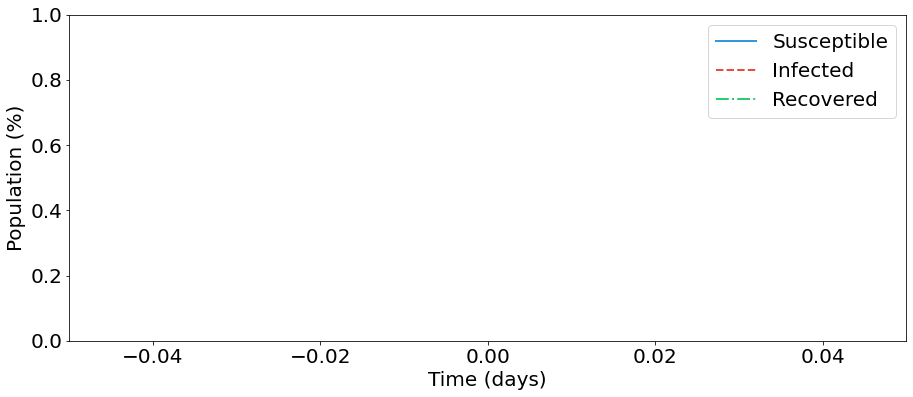 1.0
0.8
0.6
0.4
0.2
0.0
Population (%)
Susceptible
Infected
Recovered
−0.04 −0.02 0.00 0.02 0.04
Time (days)